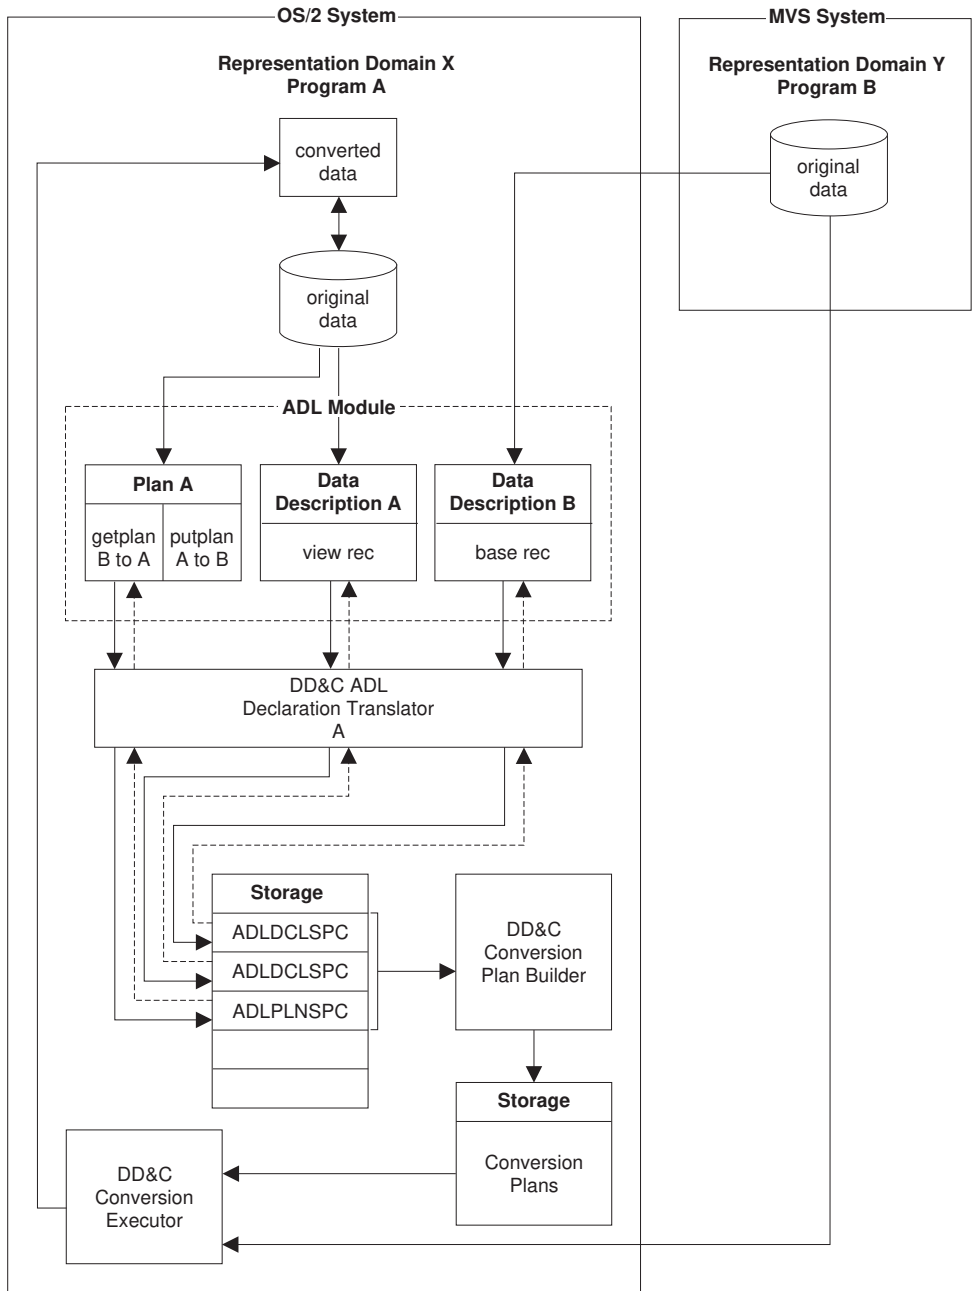 OS/2 System
MVS System
Representation Domain X
Program A
Representation Domain Y
Program B
converted
data
original
data
original
data
ADL Module
Plan A
getplan
B to A
putplan
A to B
Data
Description A
view rec
Data
Description B
base rec
DD&C ADL
Declaration Translator
A
Storage
ADLDCLSPC
ADLDCLSPC
ADLPLNSPC
DD&C
Conversion
Plan Builder
Storage
Conversion
Plans
DD&C
Conversion
Executor